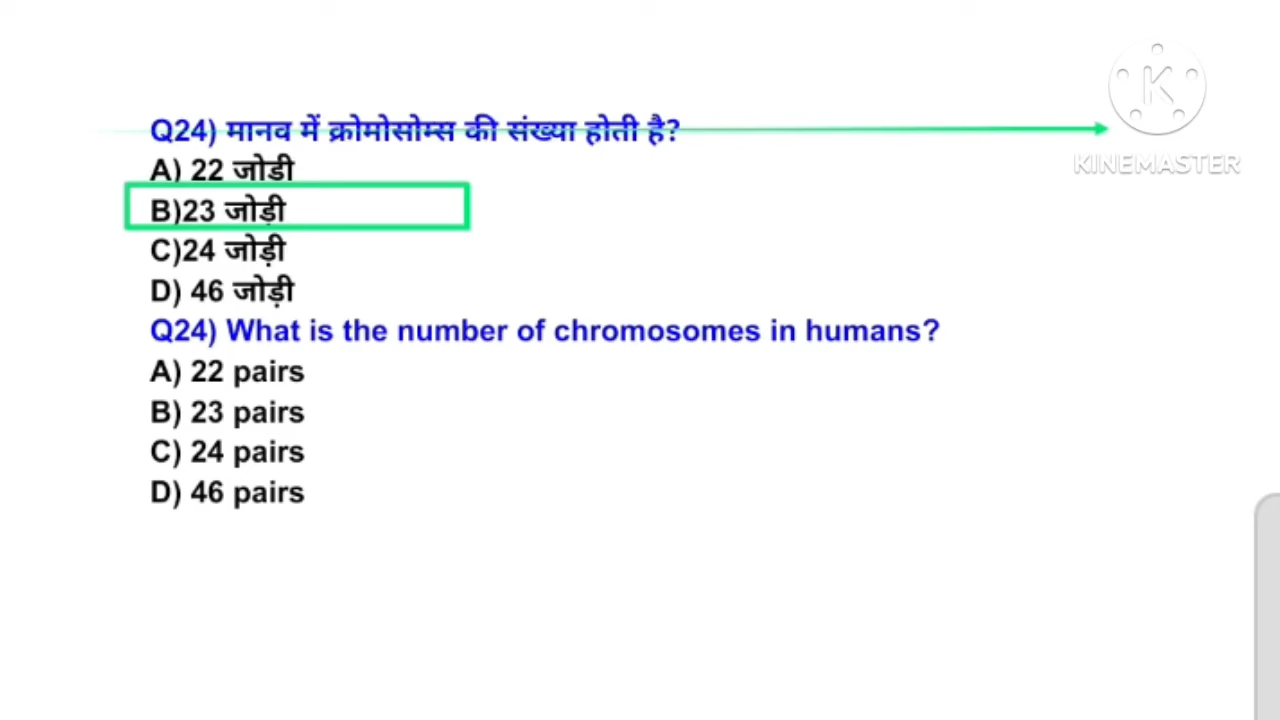 Q24) मानव में क्रोमोसोम्स की संख्या होती है?
A) 22 जोडी
B)23 जोड़ी
C)24 जोड़ी
D) 46 जोड़ी
Q24) What is the number of chromosomes in humans?
A) 22 pairs
B) 23 pairs
C) 24 pairs
D) 46 pairs
K
KINEMASTER